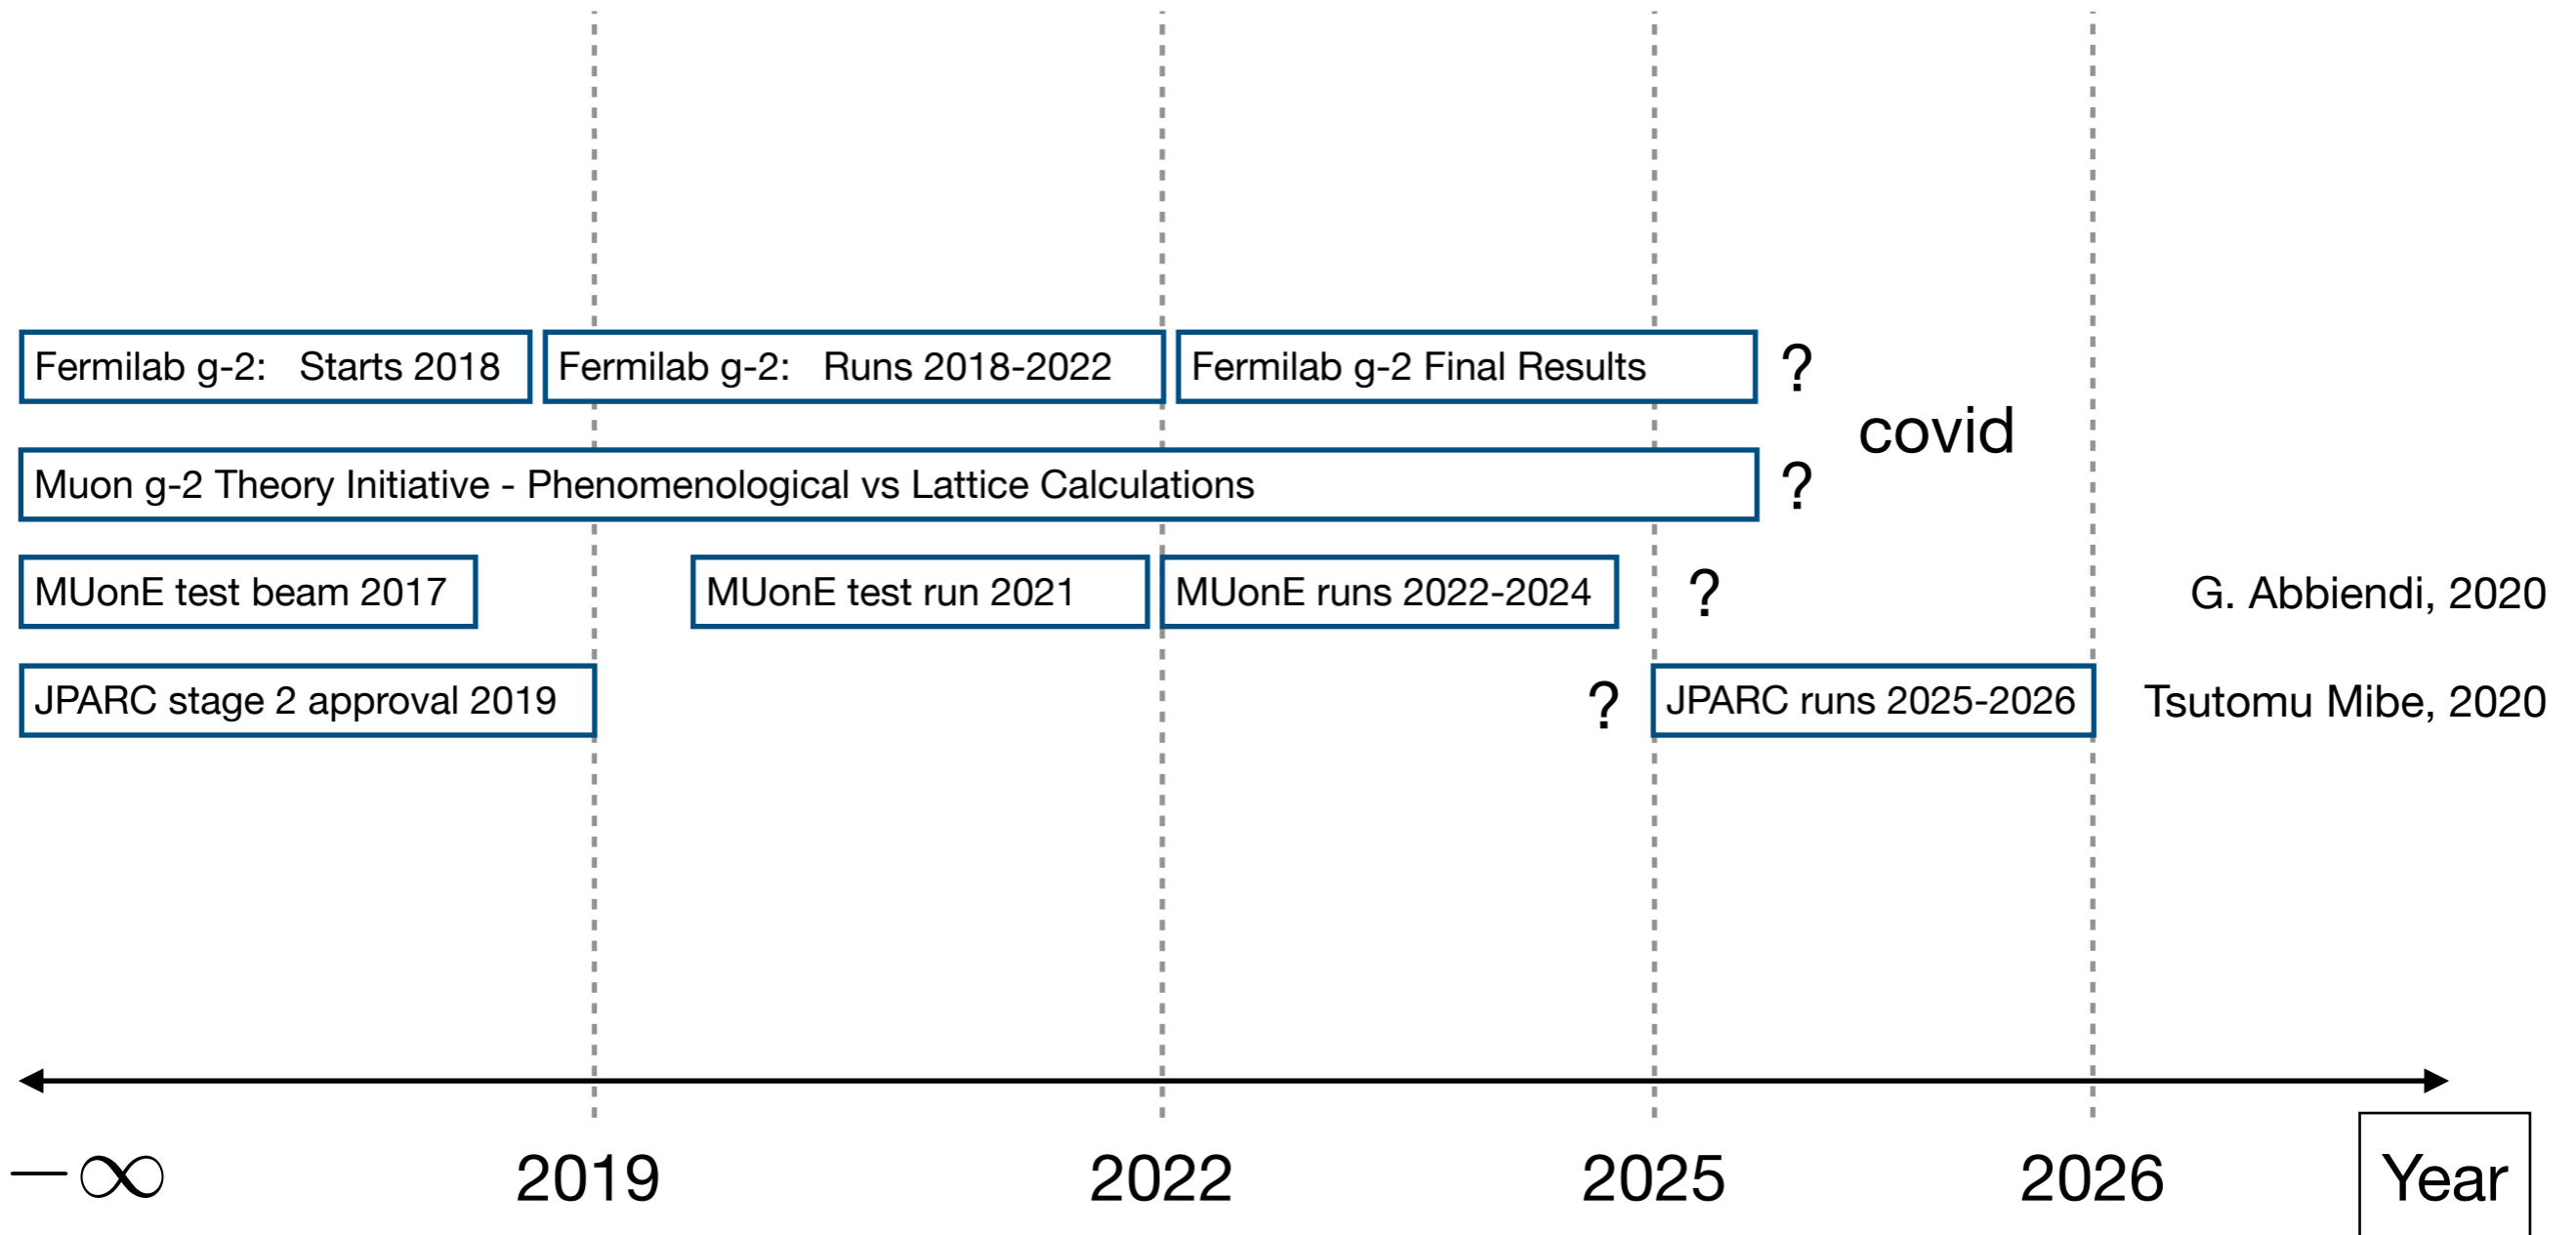 Fermilab g-2: Starts 2018
Fermilab g-2: Runs 2018-2022
Fermilab g-2 Final Results
?
covid
Muon g-2 Theory Initiative - Phenomenological vs Lattice Calculations
?
MUonE test beam 2017
MUonE test run 2021
MUonE runs 2022-2024
?
G. Abbiendi, 2020
JPARC stage 2 approval 2019
?
JPARC runs 2025-2026
Tsutomu Mibe, 2020
−∞
2019
2022
2025
2026
Year